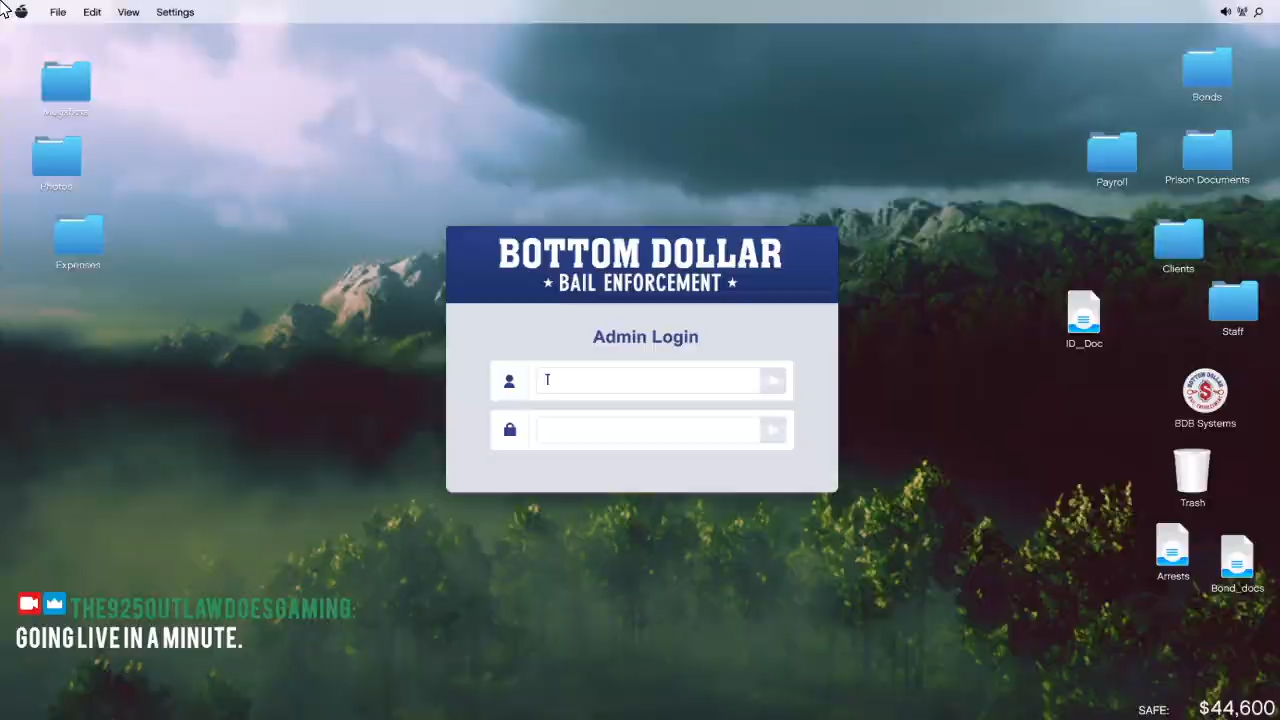 File Edit View Settings
Photos
Expenses
Bonds
Payroll
Prison Documents
Clients
ID_Doc
Staff
BDB Systems
Trash
Arrests
Bond_docs
BOTTOM DOLLAR
★ BAIL ENFORCEMENT ★
Admin Login
T
THE925OUTLAWDOESGAMING:
GOING LIVE IN A MINUTE.
SAFE: $44,600